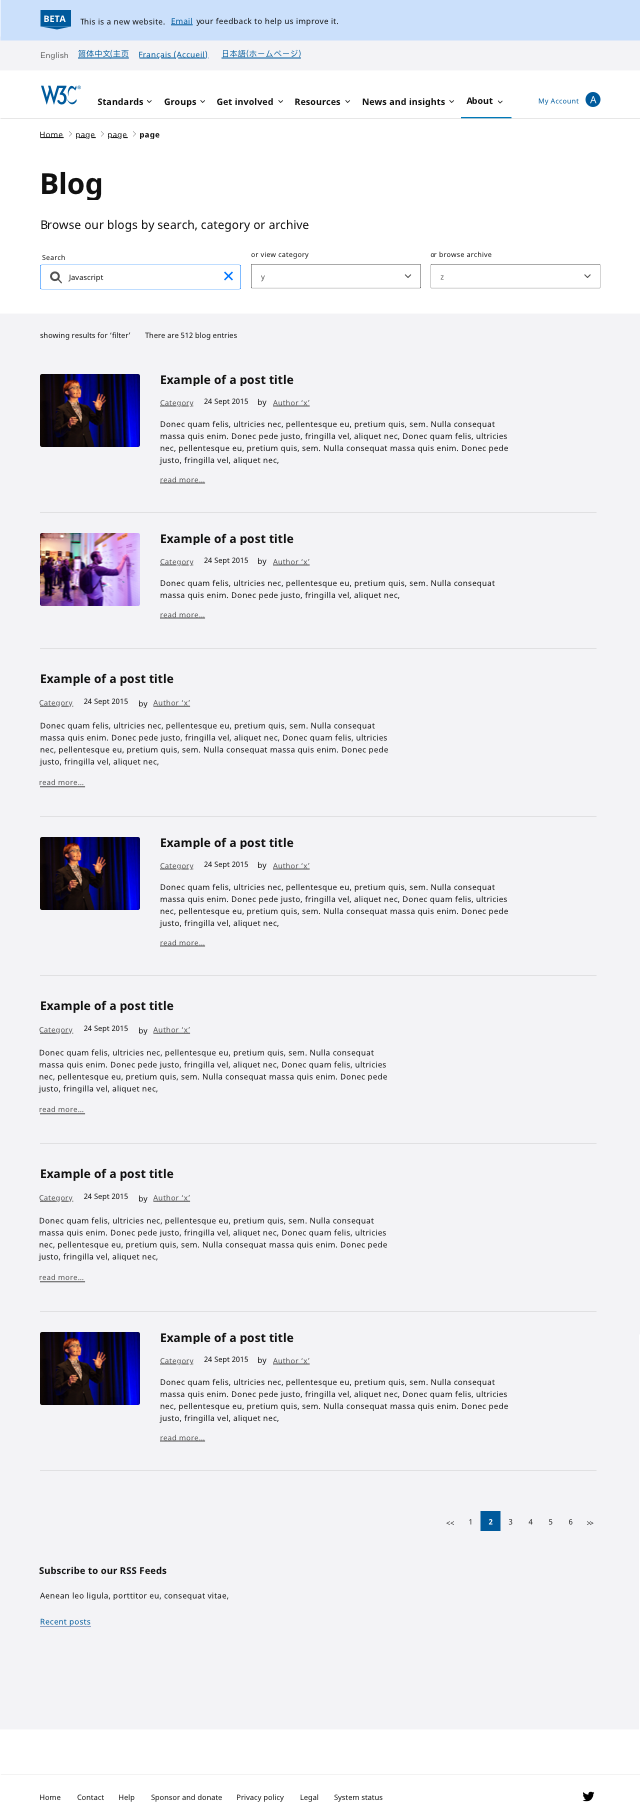 BETA This is a new website. Email your feedback to help us improve it.
English 简体中文(主页 Français (Accueil) 日本語(ホームページ)
W3C Standards Groups Get involved Resources News and insights About My Account A
Home page page page
Blog
Browse our blogs by search, category or archive
Search or view category or browse archive
Javascript y z
showing results for ‘filter’ There are 512 blog entries
Example of a post title
Category 24 Sept 2015 by Author ‘x’
Donec quam felis, ultricies nec, pellentesque eu, pretium quis, sem. Nulla consequat
massa quis enim. Donec pede justo, fringilla vel, aliquet nec, Donec quam felis, ultricies
nec, pellentesque eu, pretium quis, sem. Nulla consequat massa quis enim. Donec pede
justo, fringilla vel, aliquet nec,
read more...
Example of a post title
Category 24 Sept 2015 by Author ‘x’
Donec quam felis, ultricies nec, pellentesque eu, pretium quis, sem. Nulla consequat
massa quis enim. Donec pede justo, fringilla vel, aliquet nec,
read more...
Example of a post title
Category 24 Sept 2015 by Author ‘x’
Donec quam felis, ultricies nec, pellentesque eu, pretium quis, sem. Nulla consequat
massa quis enim. Donec pede justo, fringilla vel, aliquet nec, Donec quam felis, ultricies
nec, pellentesque eu, pretium quis, sem. Nulla consequat massa quis enim. Donec pede
justo, fringilla vel, aliquet nec,
read more...
Example of a post title
Category 24 Sept 2015 by Author ‘x’
Donec quam felis, ultricies nec, pellentesque eu, pretium quis, sem. Nulla consequat
massa quis enim. Donec pede justo, fringilla vel, aliquet nec, Donec quam felis, ultricies
nec, pellentesque eu, pretium quis, sem. Nulla consequat massa quis enim. Donec pede
justo, fringilla vel, aliquet nec,
read more...
Example of a post title
Category 24 Sept 2015 by Author ‘x’
Donec quam felis, ultricies nec, pellentesque eu, pretium quis, sem. Nulla consequat
massa quis enim. Donec pede justo, fringilla vel, aliquet nec, Donec quam felis, ultricies
nec, pellentesque eu, pretium quis, sem. Nulla consequat massa quis enim. Donec pede
justo, fringilla vel, aliquet nec,
read more...
Example of a post title
Category 24 Sept 2015 by Author ‘x’
Donec quam felis, ultricies nec, pellentesque eu, pretium quis, sem. Nulla consequat
massa quis enim. Donec pede justo, fringilla vel, aliquet nec, Donec quam felis, ultricies
nec, pellentesque eu, pretium quis, sem. Nulla consequat massa quis enim. Donec pede
justo, fringilla vel, aliquet nec,
read more...
Example of a post title
Category 24 Sept 2015 by Author ‘x’
Donec quam felis, ultricies nec, pellentesque eu, pretium quis, sem. Nulla consequat
massa quis enim. Donec pede justo, fringilla vel, aliquet nec, Donec quam felis, ultricies
nec, pellentesque eu, pretium quis, sem. Nulla consequat massa quis enim. Donec pede
justo, fringilla vel, aliquet nec,
read more...
<< 1 2 3 4 5 6 >>
Subscribe to our RSS Feeds
Aenean leo ligula, porttitor eu, consequat vitae,
Recent posts
Home Contact Help Sponsor and donate Privacy policy Legal System status